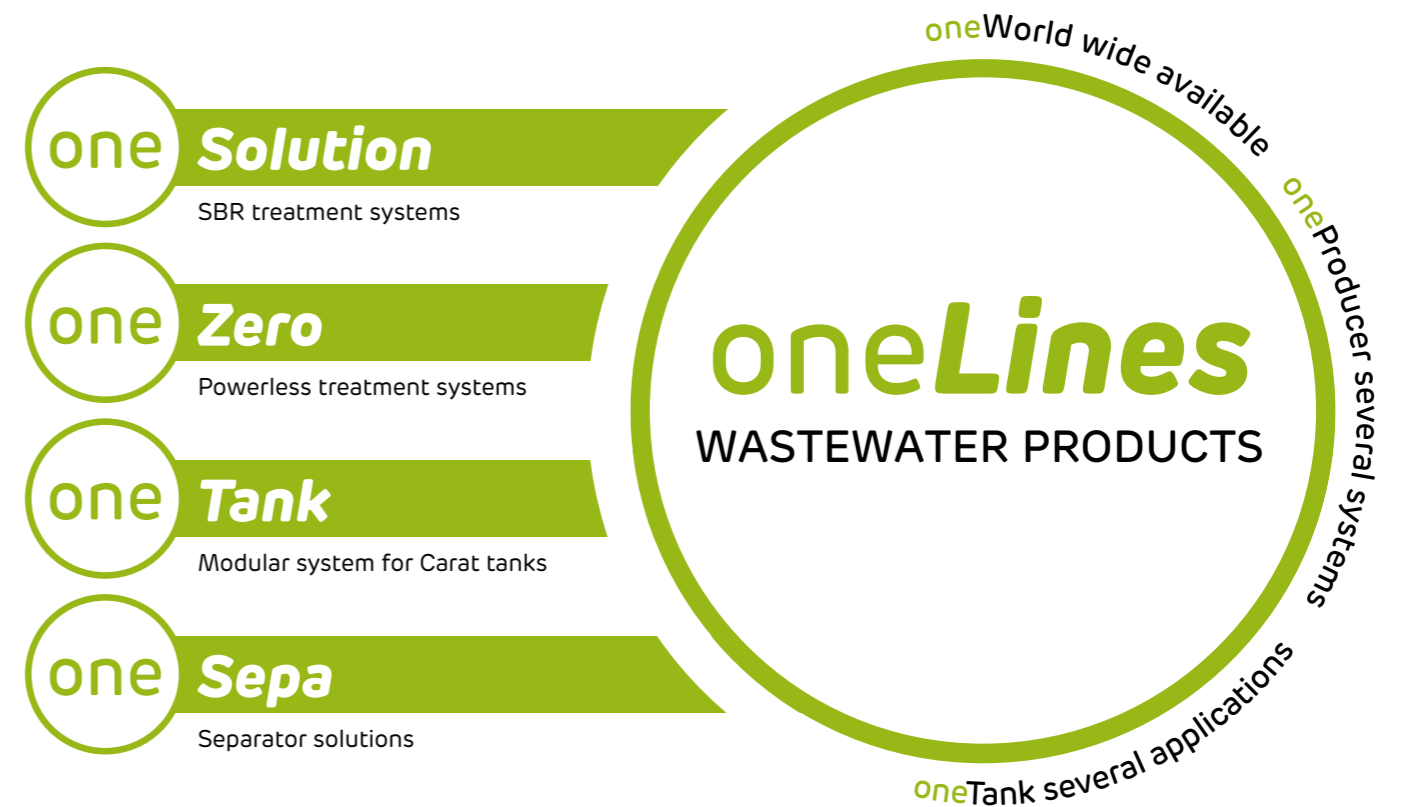 one Solution
SBR treatment systems
one Zero
Powerless treatment systems
one Tank
Modular system for Carat tanks
one Sepa
Separator solutions
oneLines
WASTEWATER PRODUCTS
oneWorld wide available
oneProducer several systems
oneTank several applications